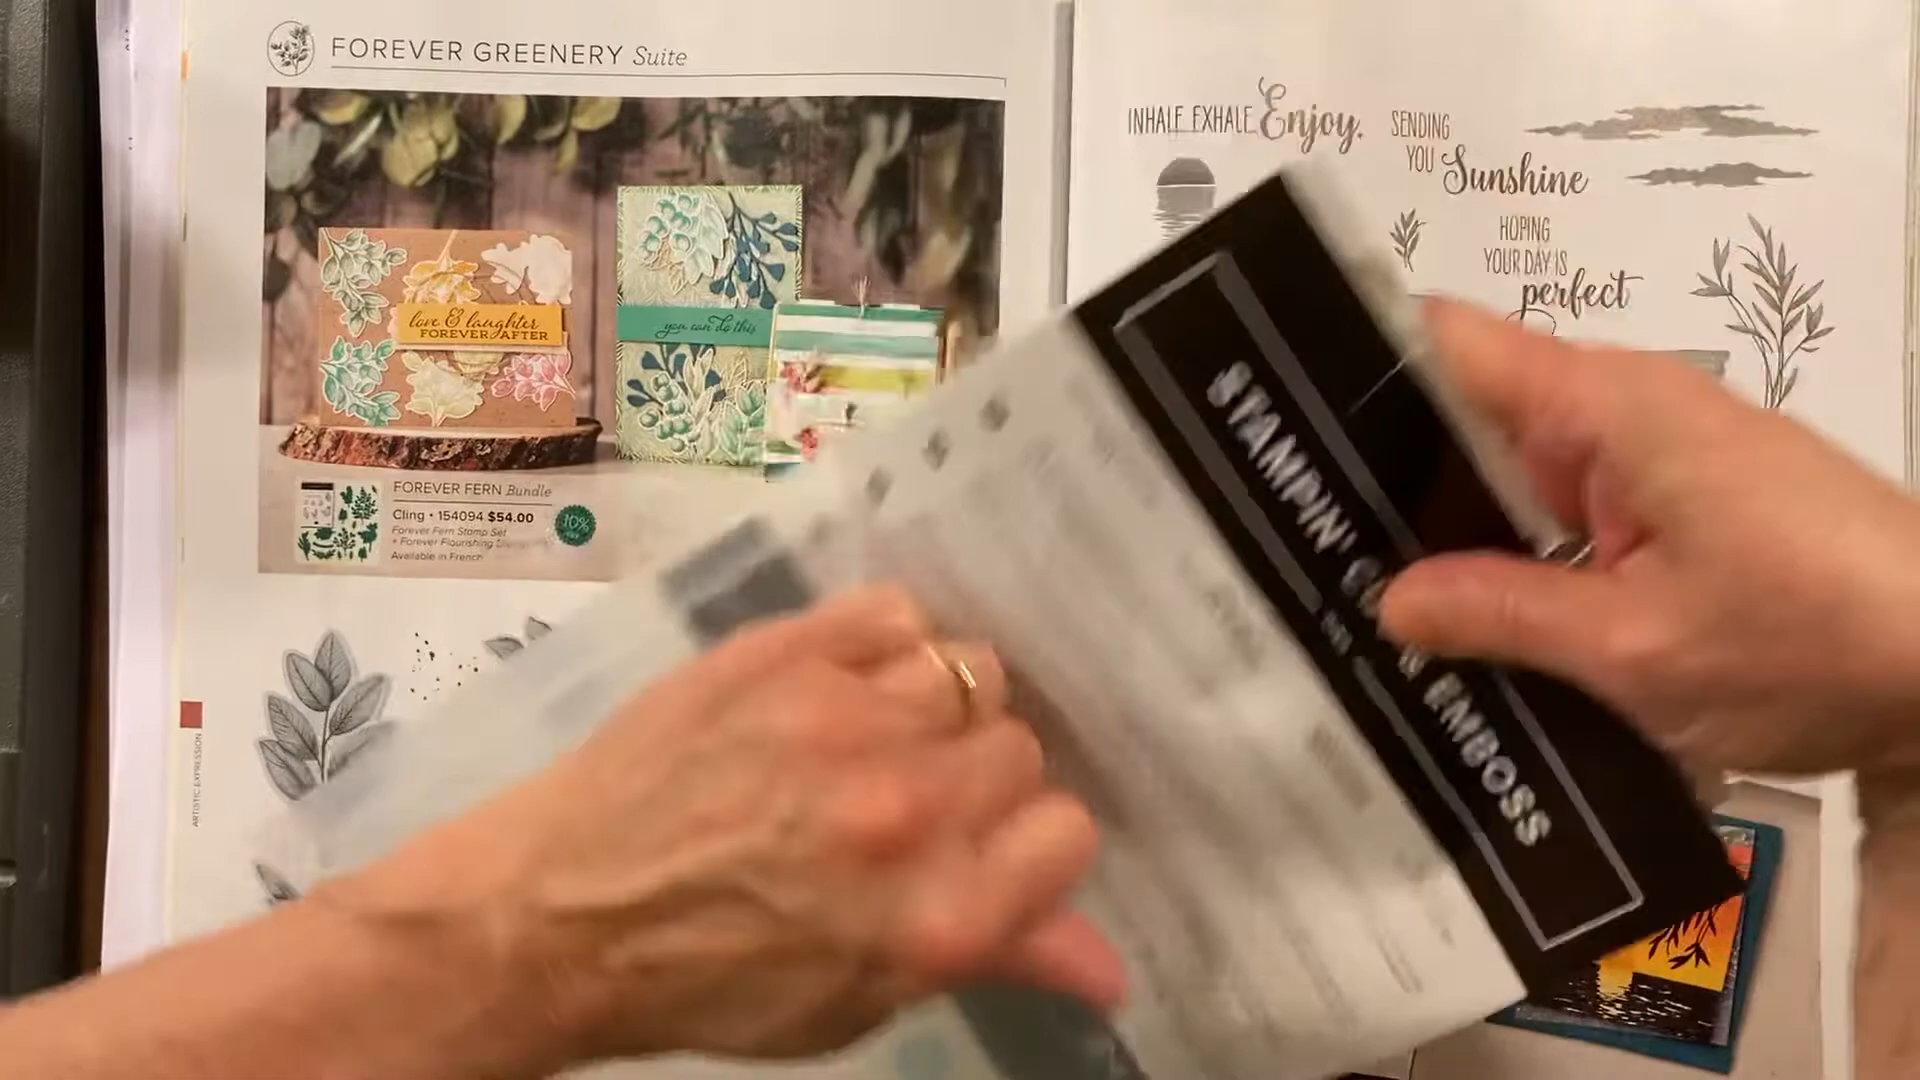 FOREVER GREENERY Suite
love & laughter
FOREVER AFTER
you can do this
FOREVER FERN Bundle
Cling • 154094 $54.00
Forever Fern Stamp Set
+ Forever Flourishing
Available in French
10%
ARTISTIC EXPRESSION
INHALE EXHALE Enjoy.
SENDING
YOU Sunshine
HOPING
YOUR DAY IS
perfect
STAMPIN' C
& EMBOSS